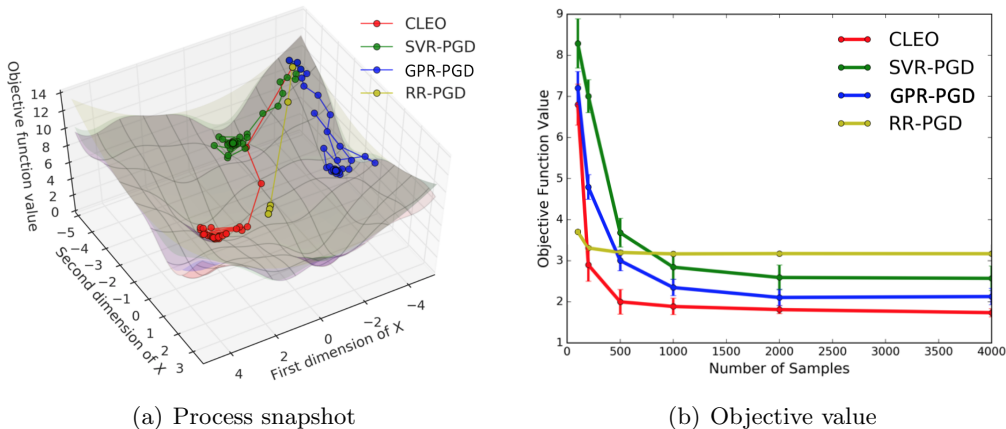 CLEO
SVR-PGD
GPR-PGD
RR-PGD
Objective function value
14
12
10
8
6
4
2
0
−5
−4
−3
−2
−1
0
1
2
3
Second dimension of X
4
2
0
−2
−4
First dimension of X
(a) Process snapshot
CLEO
SVR-PGD
GPR-PGD
RR-PGD
Objective Function Value
9
8
7
6
5
4
3
2
1
0 500 1000 1500 2000 2500 3000 3500 4000
Number of Samples
(b) Objective value